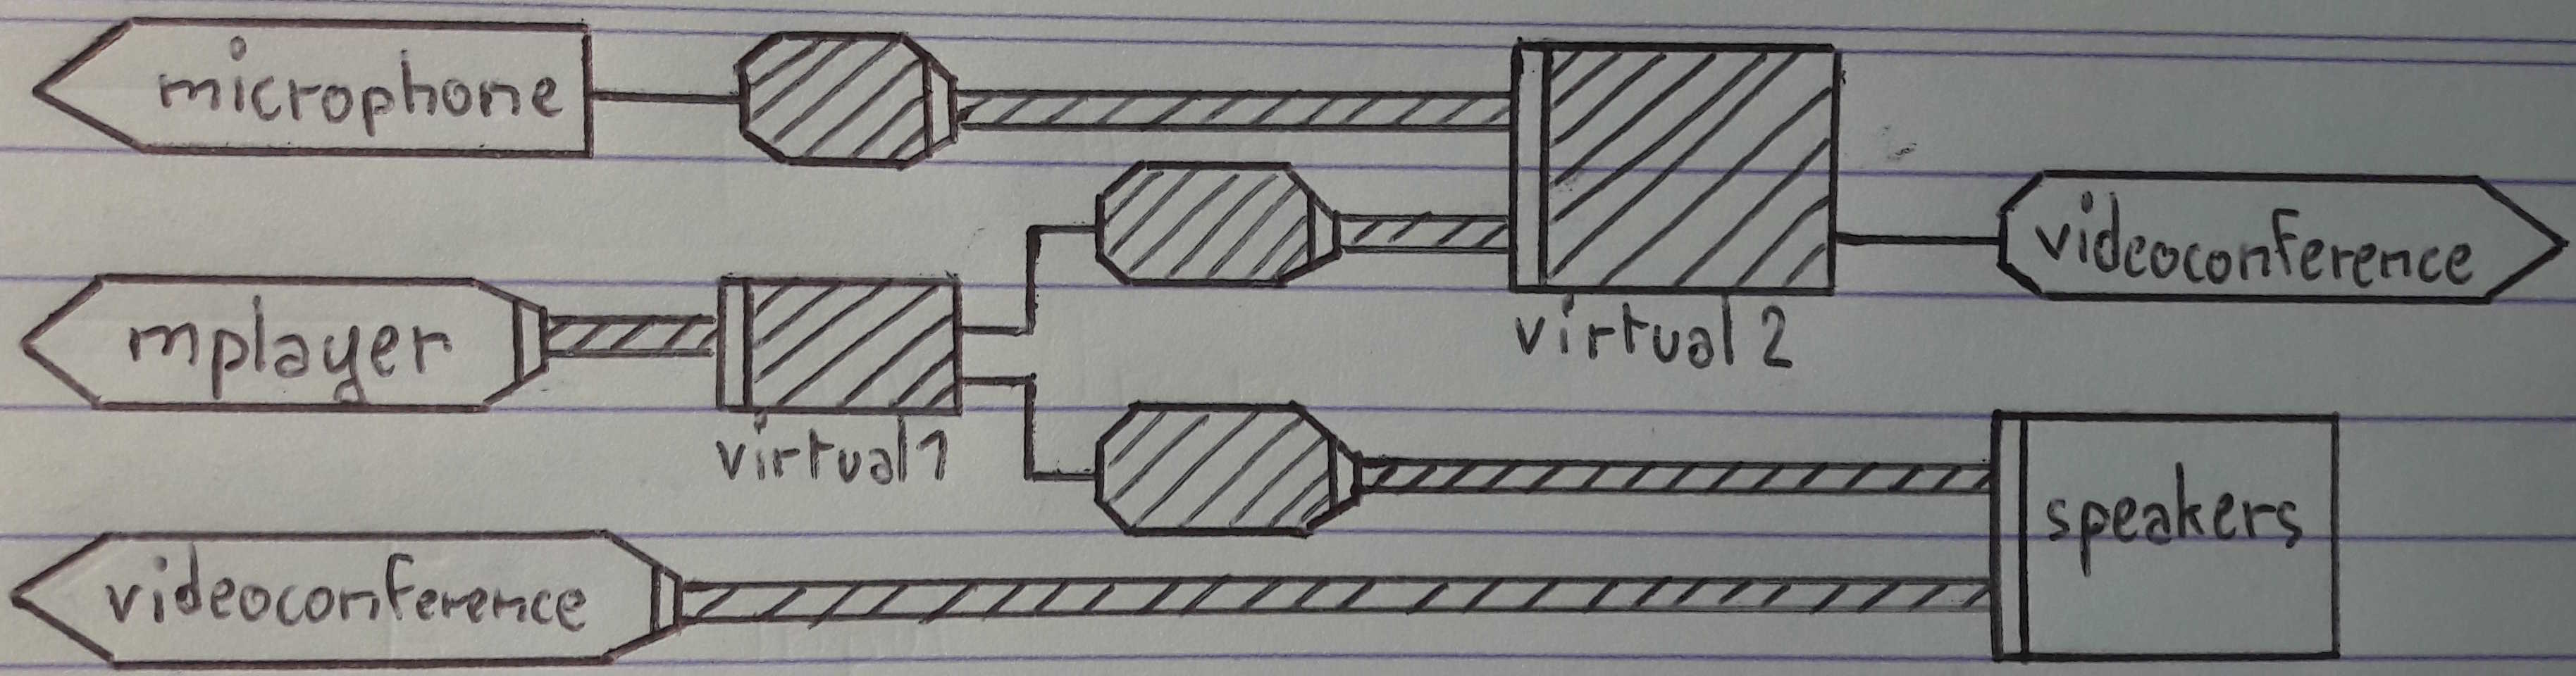 microphone
videoconference
mplayer
virtual 2
virtual1
speakers
videoconference